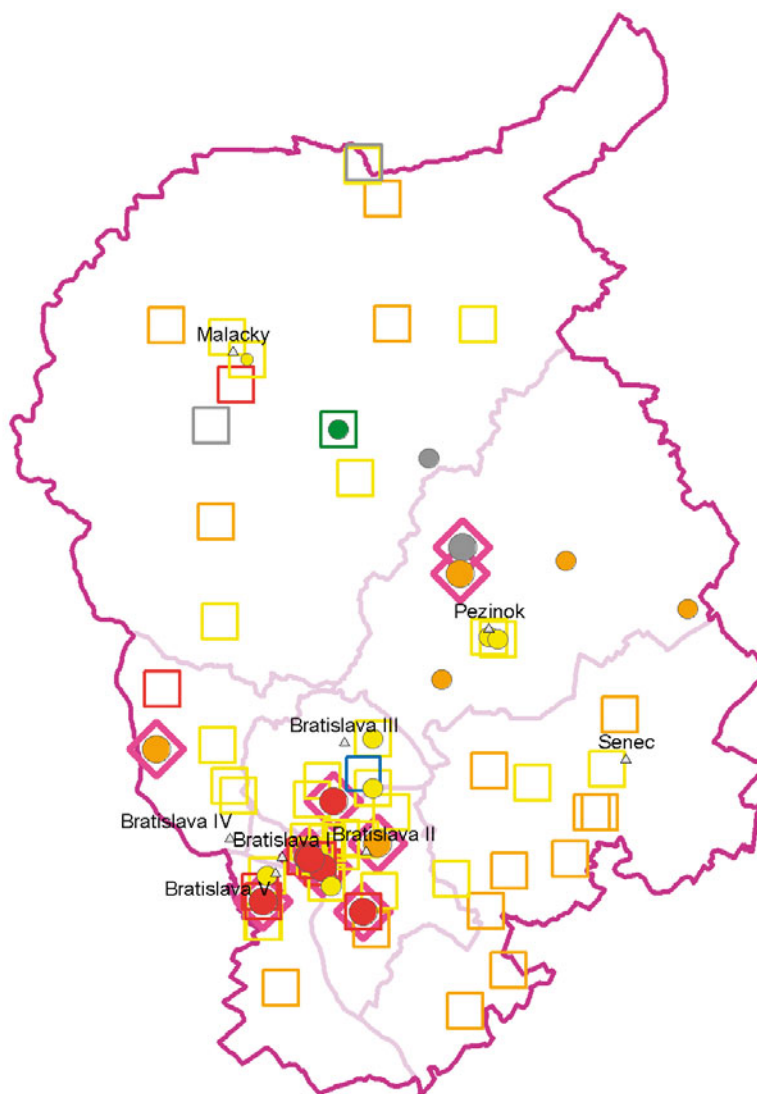 Malacky
Pezinok
Bratislava III
Senec
Bratislava IV
Bratislava I
Bratislava II
Bratislava V